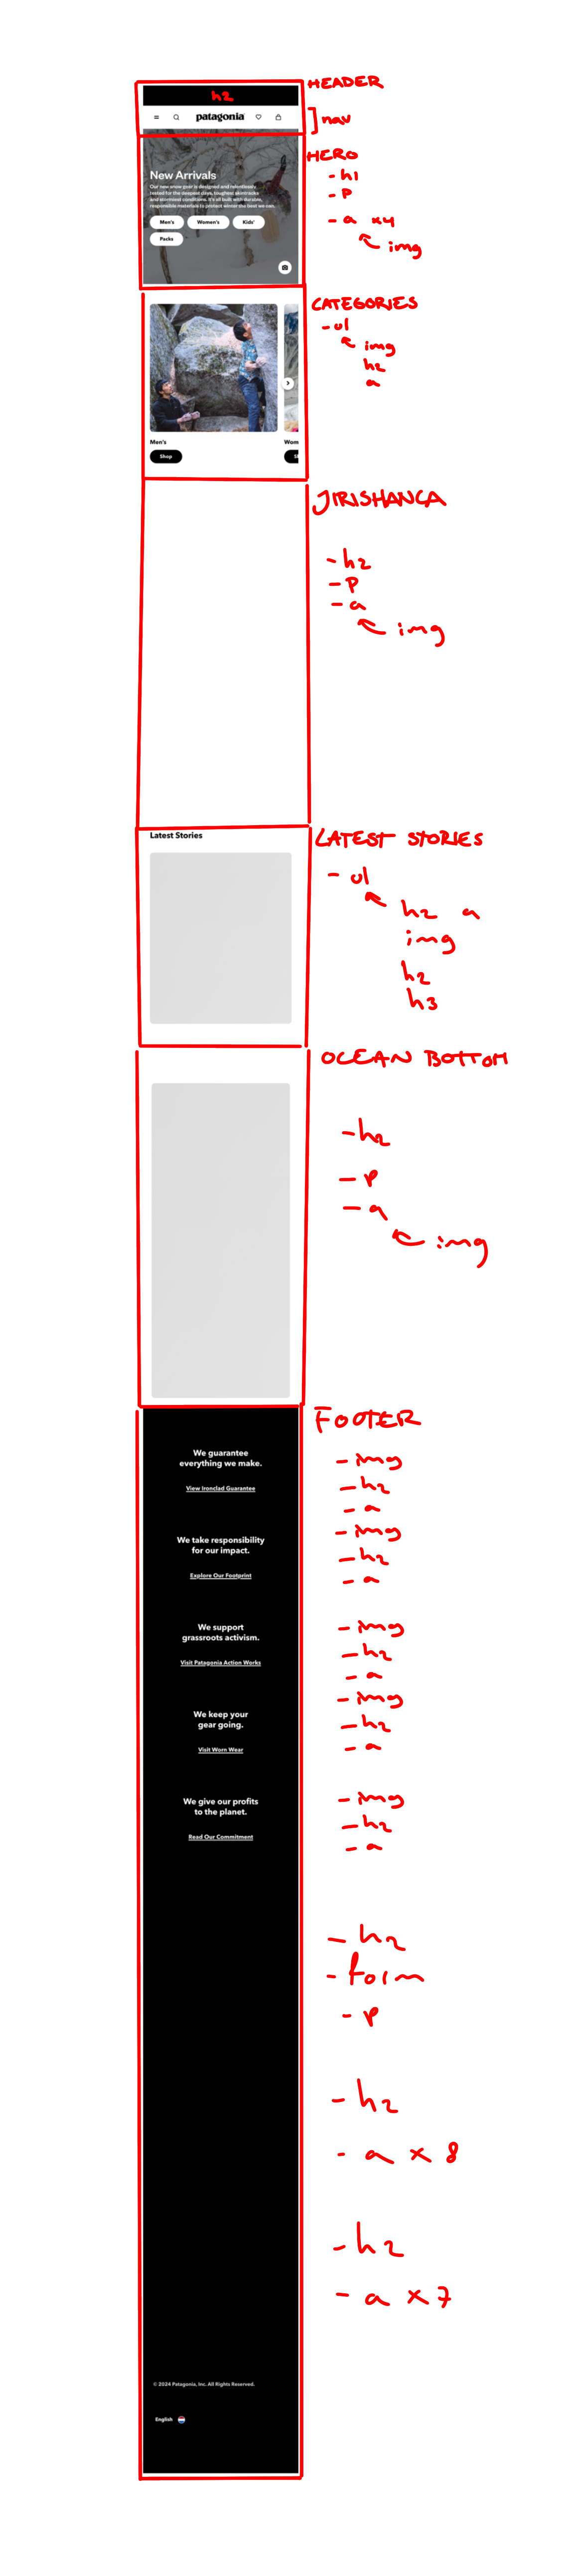 HEADER
h2
patagonia
nav
HERO
- h1
- P
- a x4
img
New Arrivals
Our new snow gear is designed and relentlessly
tested for the deepest days, toughest skintracks
and stormiest conditions. It's all built with durable,
responsible materials to protect winter the best we can.
Men's
Women's
Kids'
Packs
CATEGORIES
- ul
img
h2
a
Men's
Wom
Shop
JIRISHANCA
- h2
- P
- a
img
Latest Stories
LATEST STORIES
- ul
h2 a
img
h2
h3
OCEAN BOTTOM
- h2
- P
- a
img
FOOTER
We guarantee
everything we make.
View Ironclad Guarantee
- img
- h2
- a
We take responsibility
for our impact.
Explore Our Footprint
- img
- h2
- a
We support
grassroots activism.
Visit Patagonia Action Works
- img
- h2
- a
We keep your
gear going.
Visit Worn Wear
- img
- h2
- a
We give our profits
to the planet.
Read Our Commitment
- img
- h2
- a
- h2
- form
- P
- h2
- a x 8
- h2
- a x 7
© 2024 Patagonia, Inc. All Rights Reserved.
English